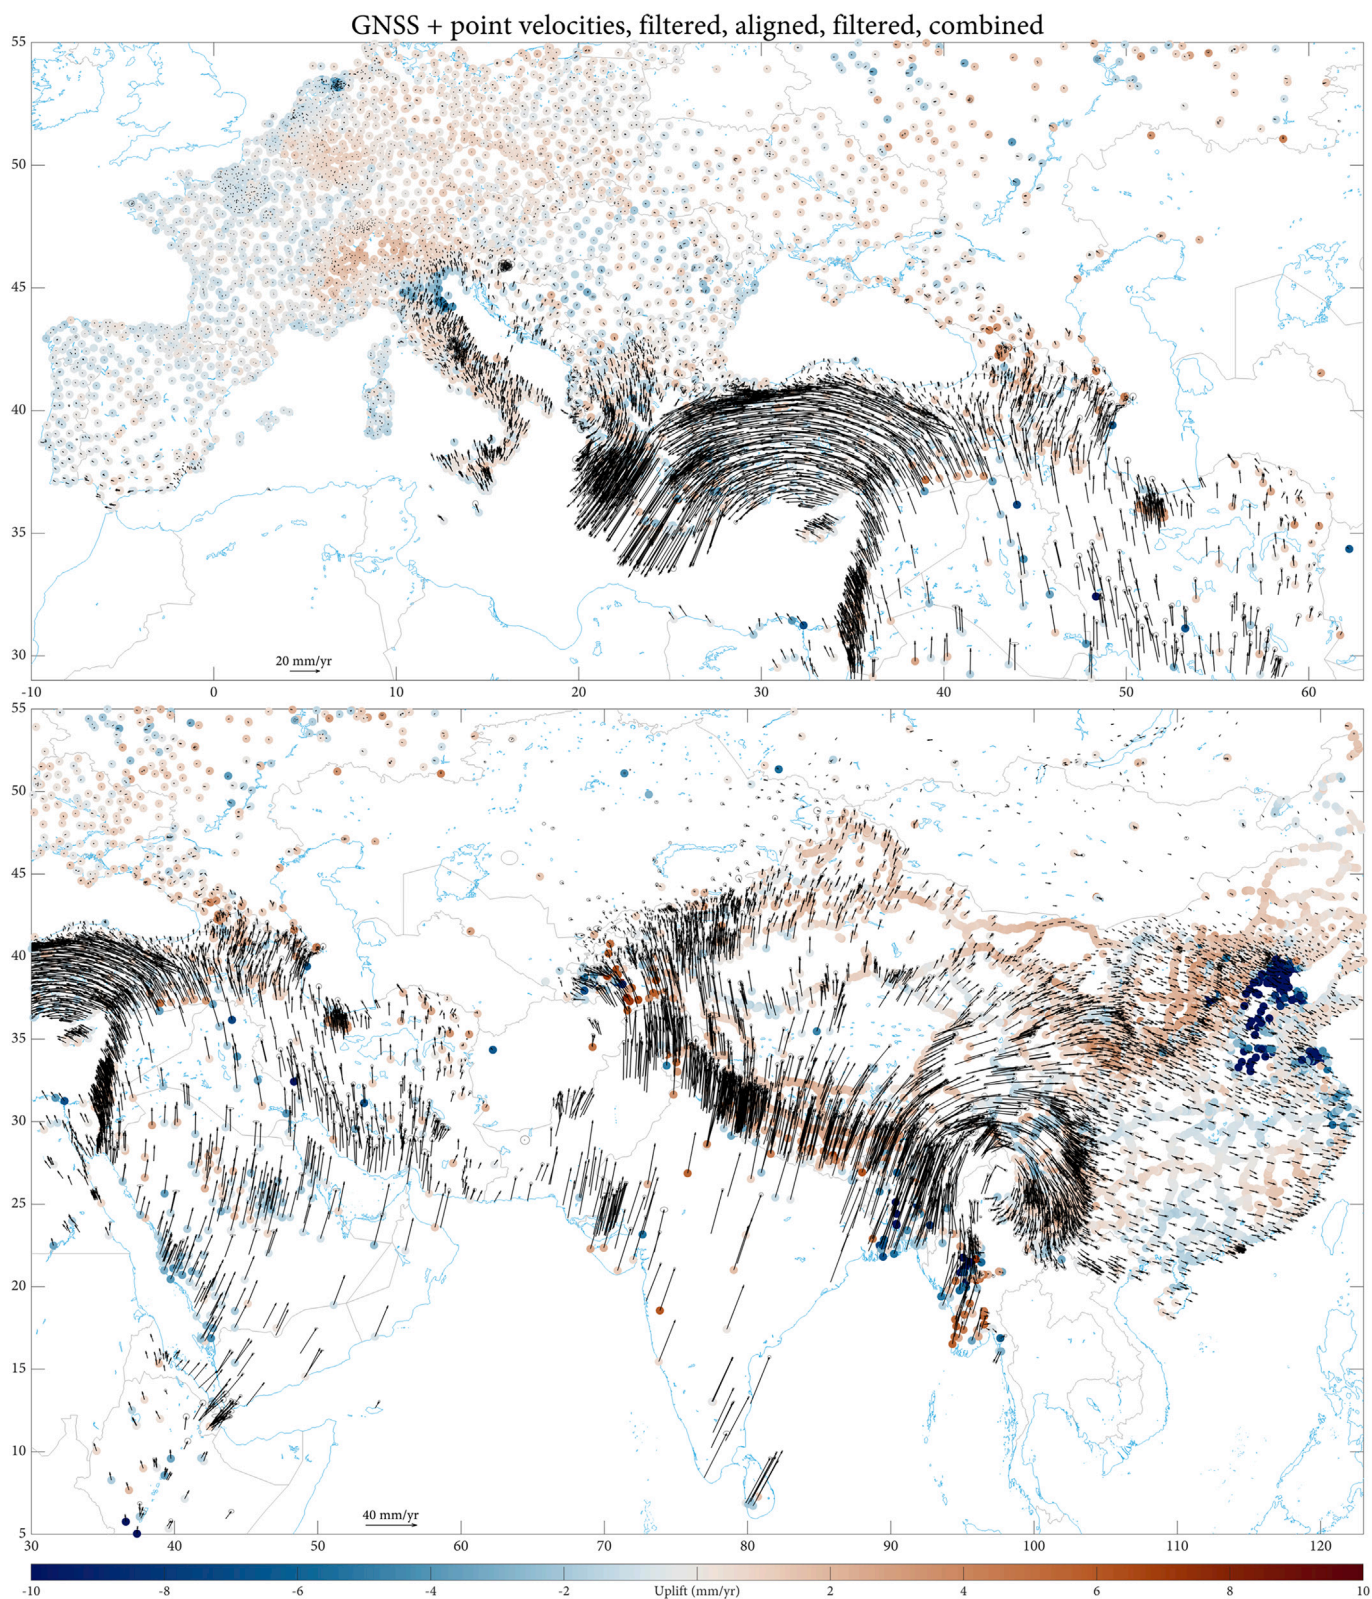 GNSS + point velocities, filtered, aligned, filtered, combined
55
50
45
40
35
30
20 mm/yr
-10 0 10 20 30 40 50 60
55
50
45
40
35
30
25
20
15
10
5
40 mm/yr
30 40 50 60 70 80 90 100 110 120
-10 -8 -6 -4 -2 Uplift (mm/yr) 2 4 6 8 10